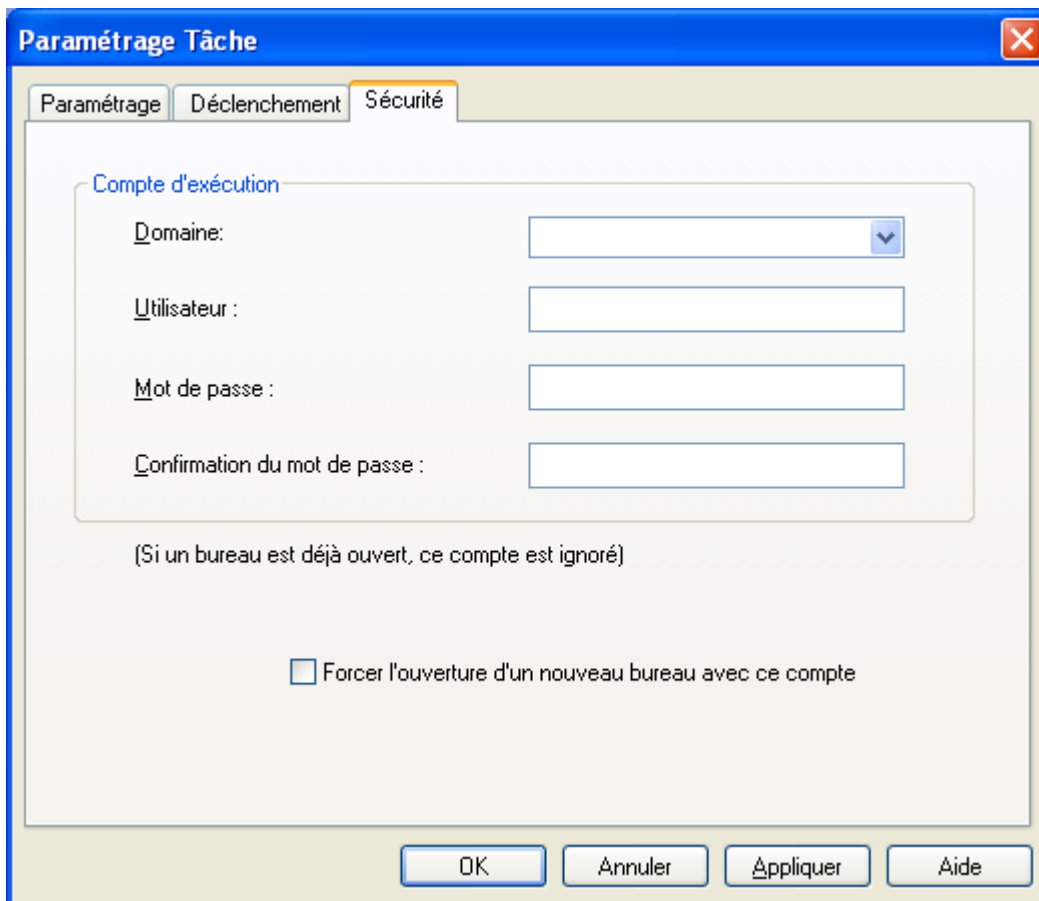 Paramétrage Tâche
Paramétrage Déclenchement Sécurité
Compte d'exécution
Domaine:
Utilisateur :
Mot de passe :
Confirmation du mot de passe :
(Si un bureau est déjà ouvert, ce compte est ignoré)
Forcer l'ouverture d'un nouveau bureau avec ce compte
OK Annuler Appliquer Aide